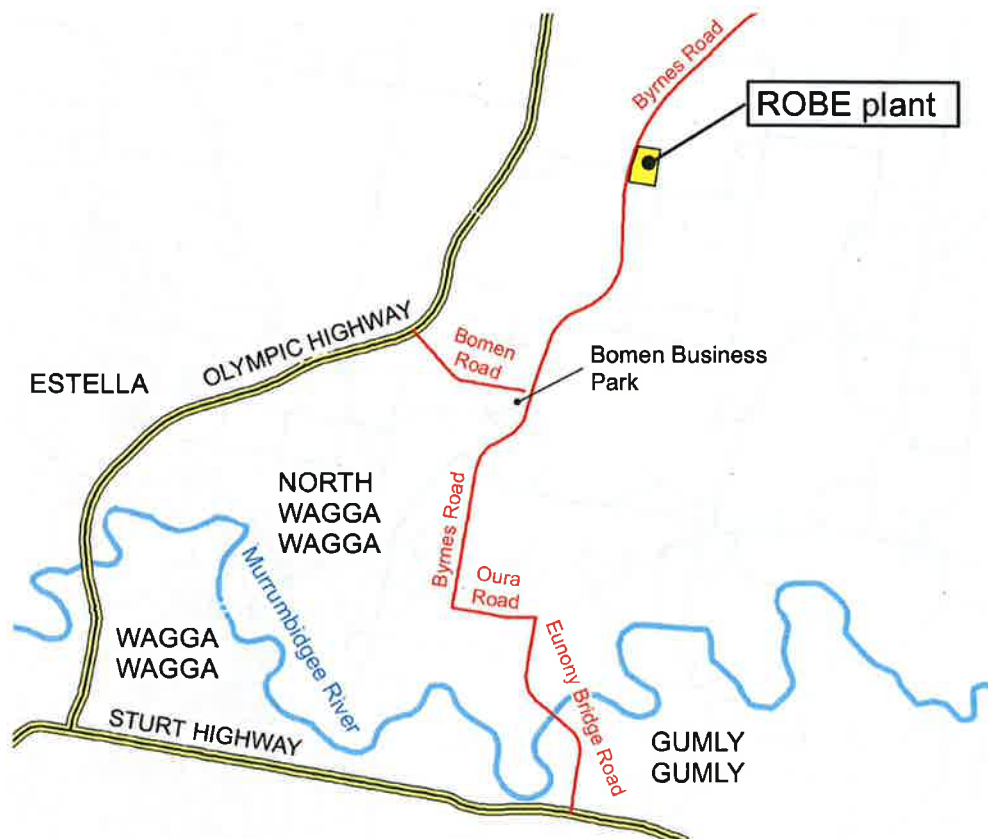 Byrnes Road
ROBE plant
OLYMPIC HIGHWAY
Bomen
Road
Bomen Business
Park
ESTELLA
NORTH
WAGGA
WAGGA
Byrnes Road
Oura
Road
Murrumbidgee River
Eunony Bridge Road
WAGGA
WAGGA
STURT HIGHWAY
GUMLY
GUMLY